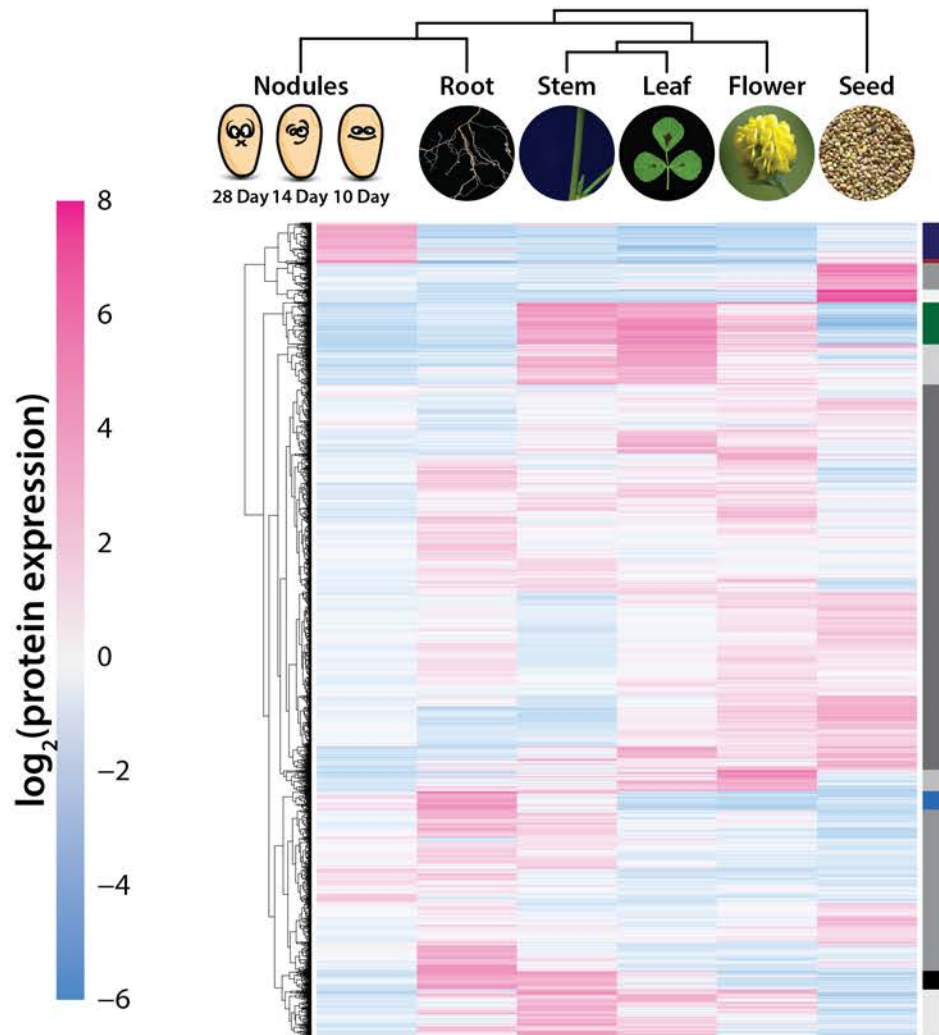 Nodules Root Stem Leaf Flower Seed
28 Day 14 Day 10 Day
8
6
4
2
0
−2
−4
−6
log₂(protein expression)